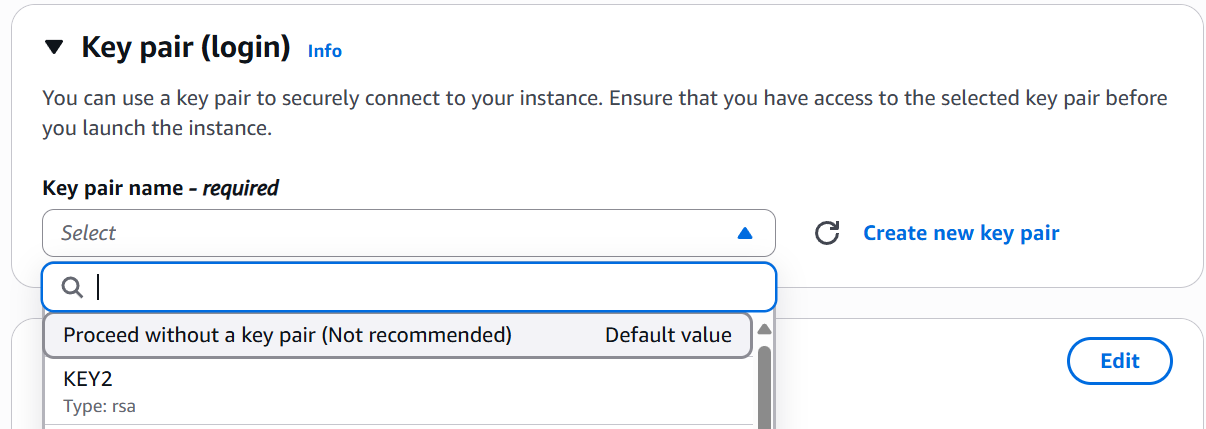 Key pair (login) Info
You can use a key pair to securely connect to your instance. Ensure that you have access to the selected key pair before
you launch the instance.
Key pair name - required
Select
Create new key pair
Proceed without a key pair (Not recommended) Default value
Edit
KEY2
Type: rsa